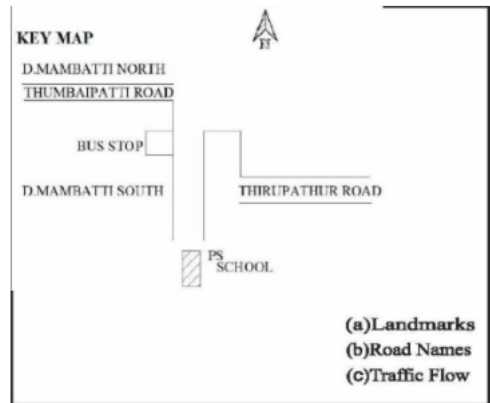 KEY MAP
D.MAMBATTI NORTH
THUMBAIPATTI ROAD
BUS STOP
D.MAMBATTI SOUTH
THIRUPATHUR ROAD
PS
SCHOOL
(a)Landmarks
(b)Road Names
(c)Traffic Flow